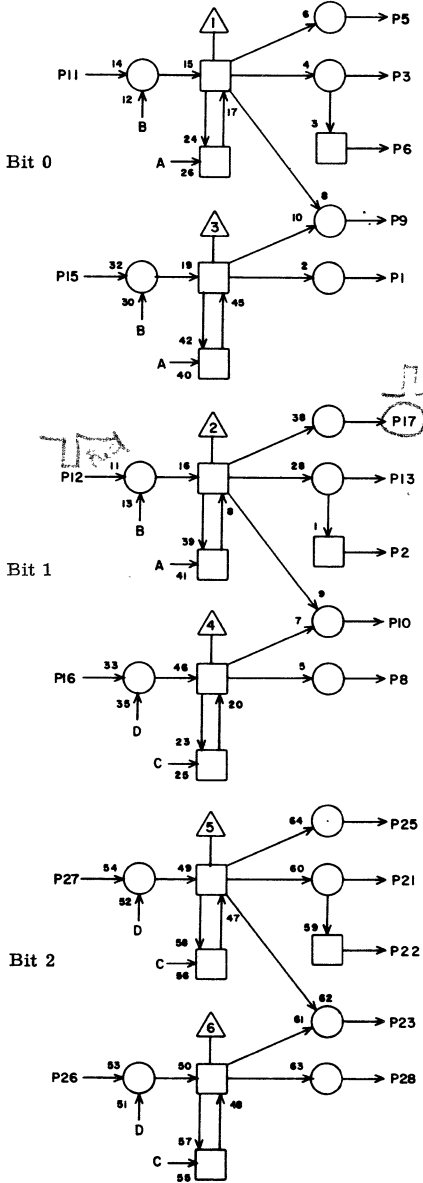 1
6 P5
P11 14 15 4 P3
12 17 3
B
24
A 26 P6
Bit 0
8
10 P9
3
P15 32 19 2 P1
30 45
B
42
A 40
38 P17
2
P12 11 16 28 P13
13 8 1
B
39
A 41 P2
Bit 1
9
7 P10
4
P16 33 46 5 P8
35 20
D
23
C 25
64 P25
5
P27 54 49 60 P21
52 47 59
D
58
C 56 P22
Bit 2
62
61 P23
6
P26 53 50 63 P28
51 48
D
57
C 55